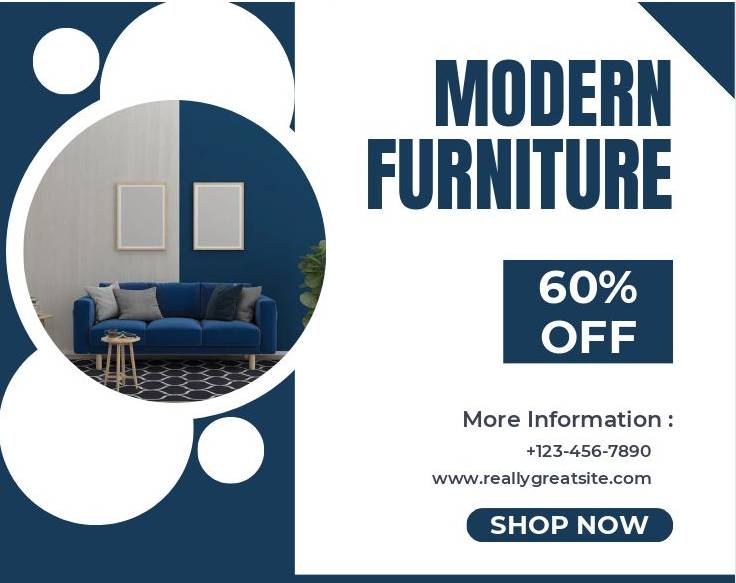 MODERN
FURNITURE
60%
OFF
More Information :
+123-456-7890
www.reallygreatsite.com
SHOP NOW